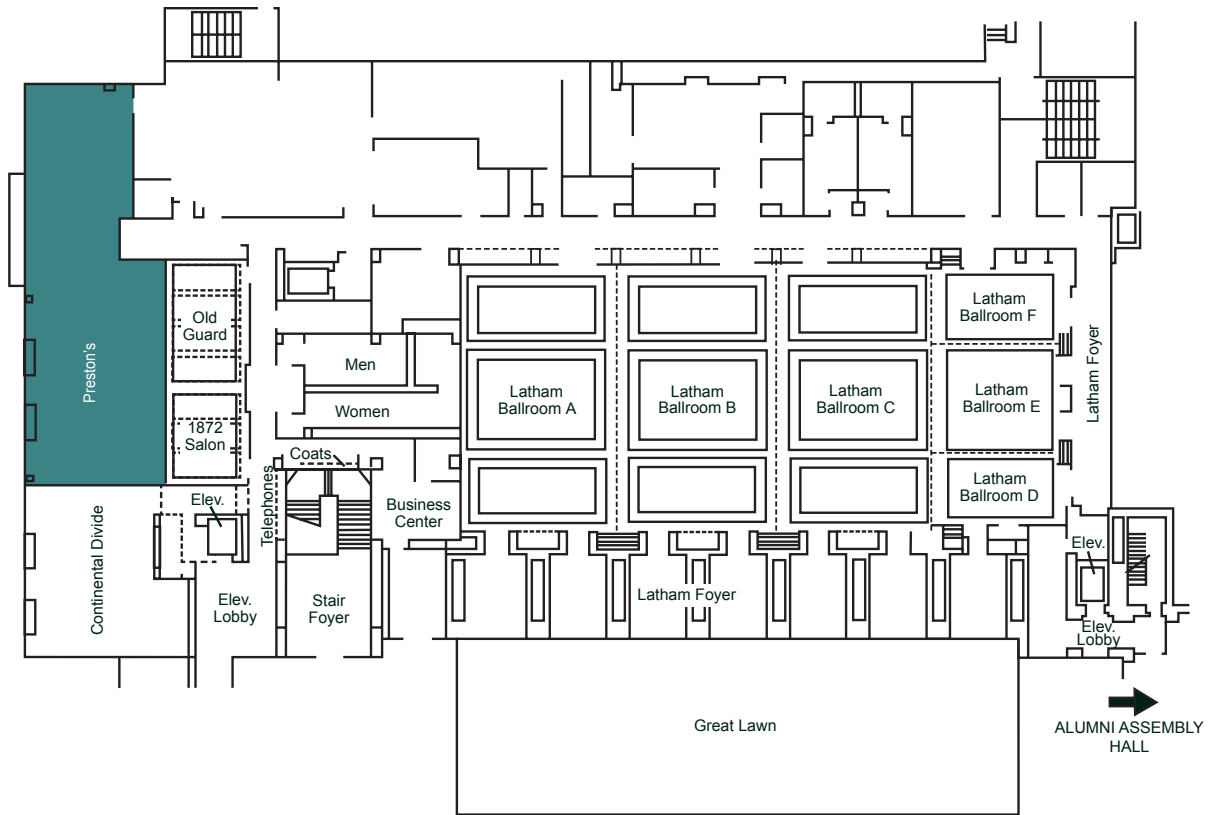 Old
Guard
Preston's
1872
Salon
Men
Women
Coats
Telephones
Elev.
Business
Center
Continental Divide
Elev.
Lobby
Stair
Foyer
Latham
Ballroom A
Latham
Ballroom B
Latham
Ballroom C
Latham
Ballroom F
Latham
Ballroom E
Latham
Ballroom D
Latham Foyer
Latham Foyer
Elev.
Elev.
Lobby
Great Lawn
ALUMNI ASSEMBLY
HALL